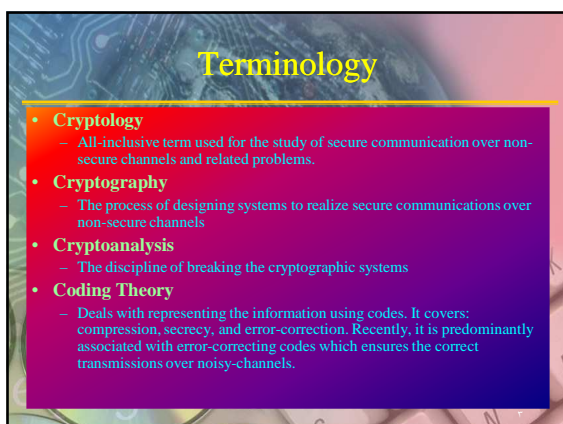 Terminology
• Cryptology
– All-inclusive term used for the study of secure communication over non-
secure channels and related problems.
• Cryptography
– The process of designing systems to realize secure communications over
non-secure channels
• Cryptoanalysis
– The discipline of breaking the cryptographic systems
• Coding Theory
– Deals with representing the information using codes. It covers:
compression, secrecy, and error-correction. Recently, it is predominantly
associated with error-correcting codes which ensures the correct
transmissions over noisy-channels.